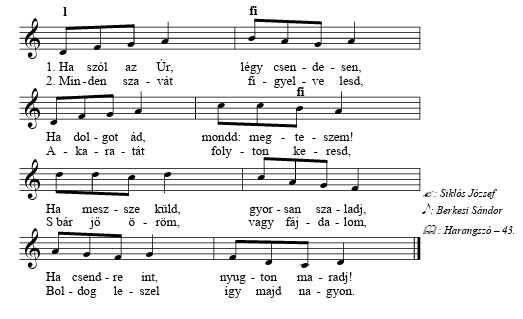 l fi
1. Ha szól az Úr, légy csen - de - sen,
2. Min - den sza - vát fi - gyel - ve lesd,
fi
Ha dol - got ád, mondd: meg - te - szem!
A - ka - ra - tát foly - ton ke - resd,
Ha mesz - sze küld, gyor - san sza - ladj,
S bár jő ö - röm, vagy fáj - da - lom,
: Siklós József
: Berkesi Sándor
: Harangszó – 43.
Ha csend - re int, nyug - ton ma - radj!
Bol - dog le - szel így majd na - gyon.